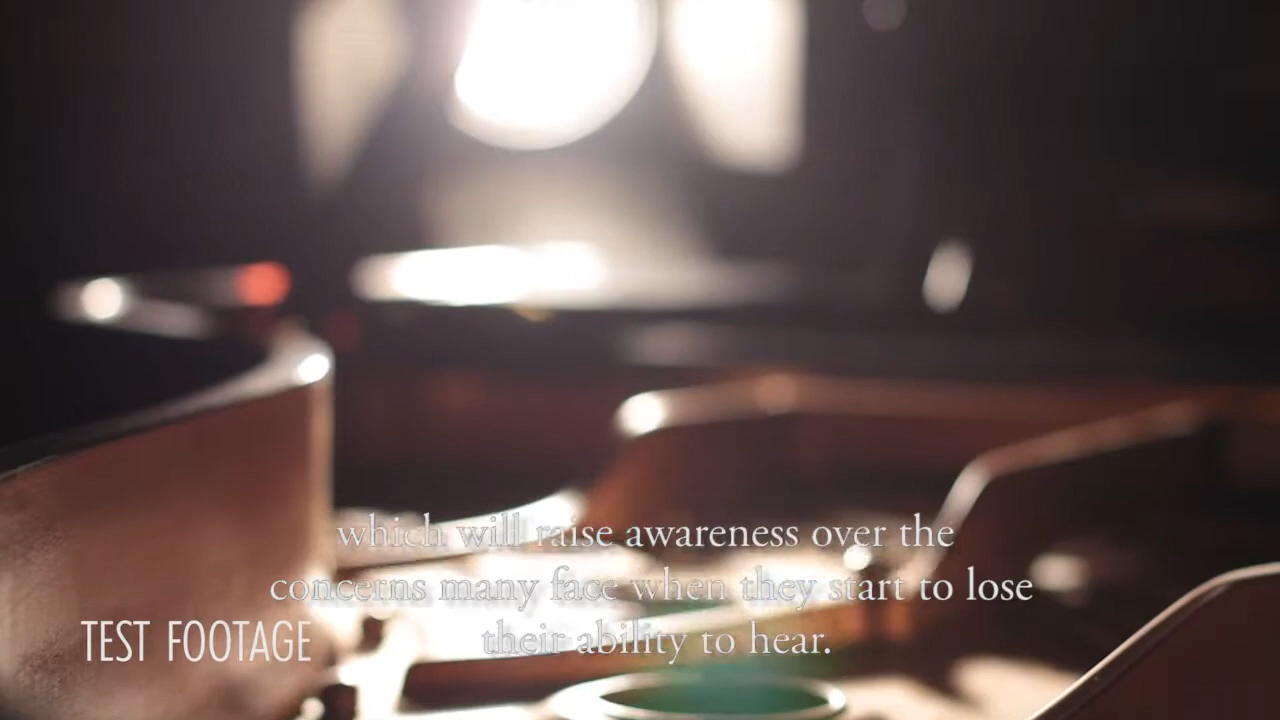 which will raise awareness over the
concerns many face when they start to lose
their ability to hear.
TEST FOOTAGE